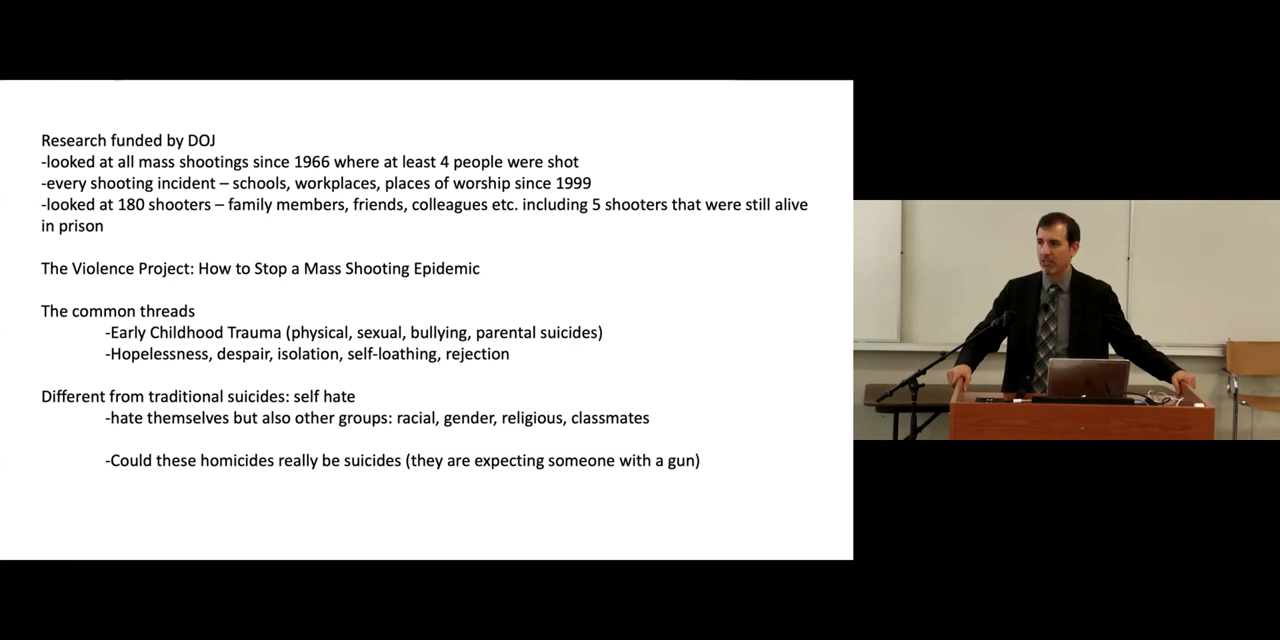 Research funded by DOJ
-looked at all mass shootings since 1966 where at least 4 people were shot
-every shooting incident – schools, workplaces, places of worship since 1999
-looked at 180 shooters – family members, friends, colleagues etc. including 5 shooters that were still alive
in prison
The Violence Project: How to Stop a Mass Shooting Epidemic
The common threads
-Early Childhood Trauma (physical, sexual, bullying, parental suicides)
-Hopelessness, despair, isolation, self-loathing, rejection
Different from traditional suicides: self hate
-hate themselves but also other groups: racial, gender, religious, classmates
-Could these homicides really be suicides (they are expecting someone with a gun)